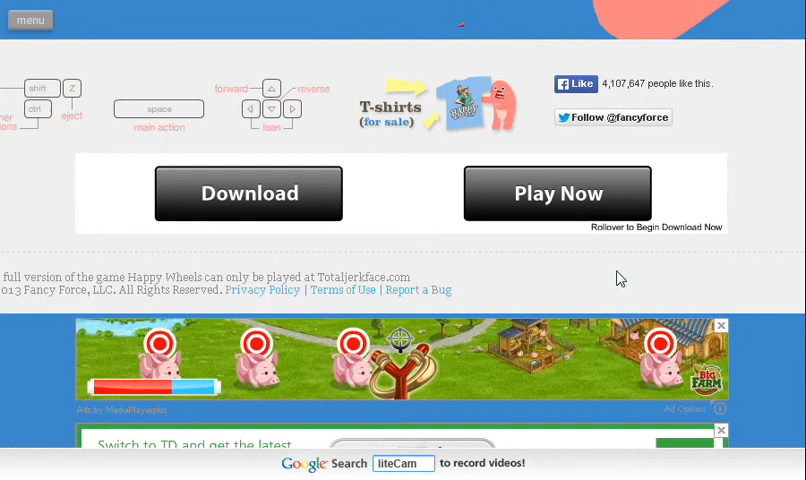 menu
shift Z
her ctrl eject
ions
space
main action
forward reverse
lean
T-shirts
(for sale)
HAPPY WHEELS
Like 4,107,647 people like this.
Follow @fancyforce
Download Play Now
Rollover to Begin Download Now
full version of the game Happy Wheels can only be played at Totaljerkface.com
013 Fancy Force, LLC. All Rights Reserved. Privacy Policy | Terms of Use | Report a Bug
BIG
FARM
Ads by MediaPlayerplus Ad Options
Switch to TD and get the latest
Google Search liteCam to record videos!